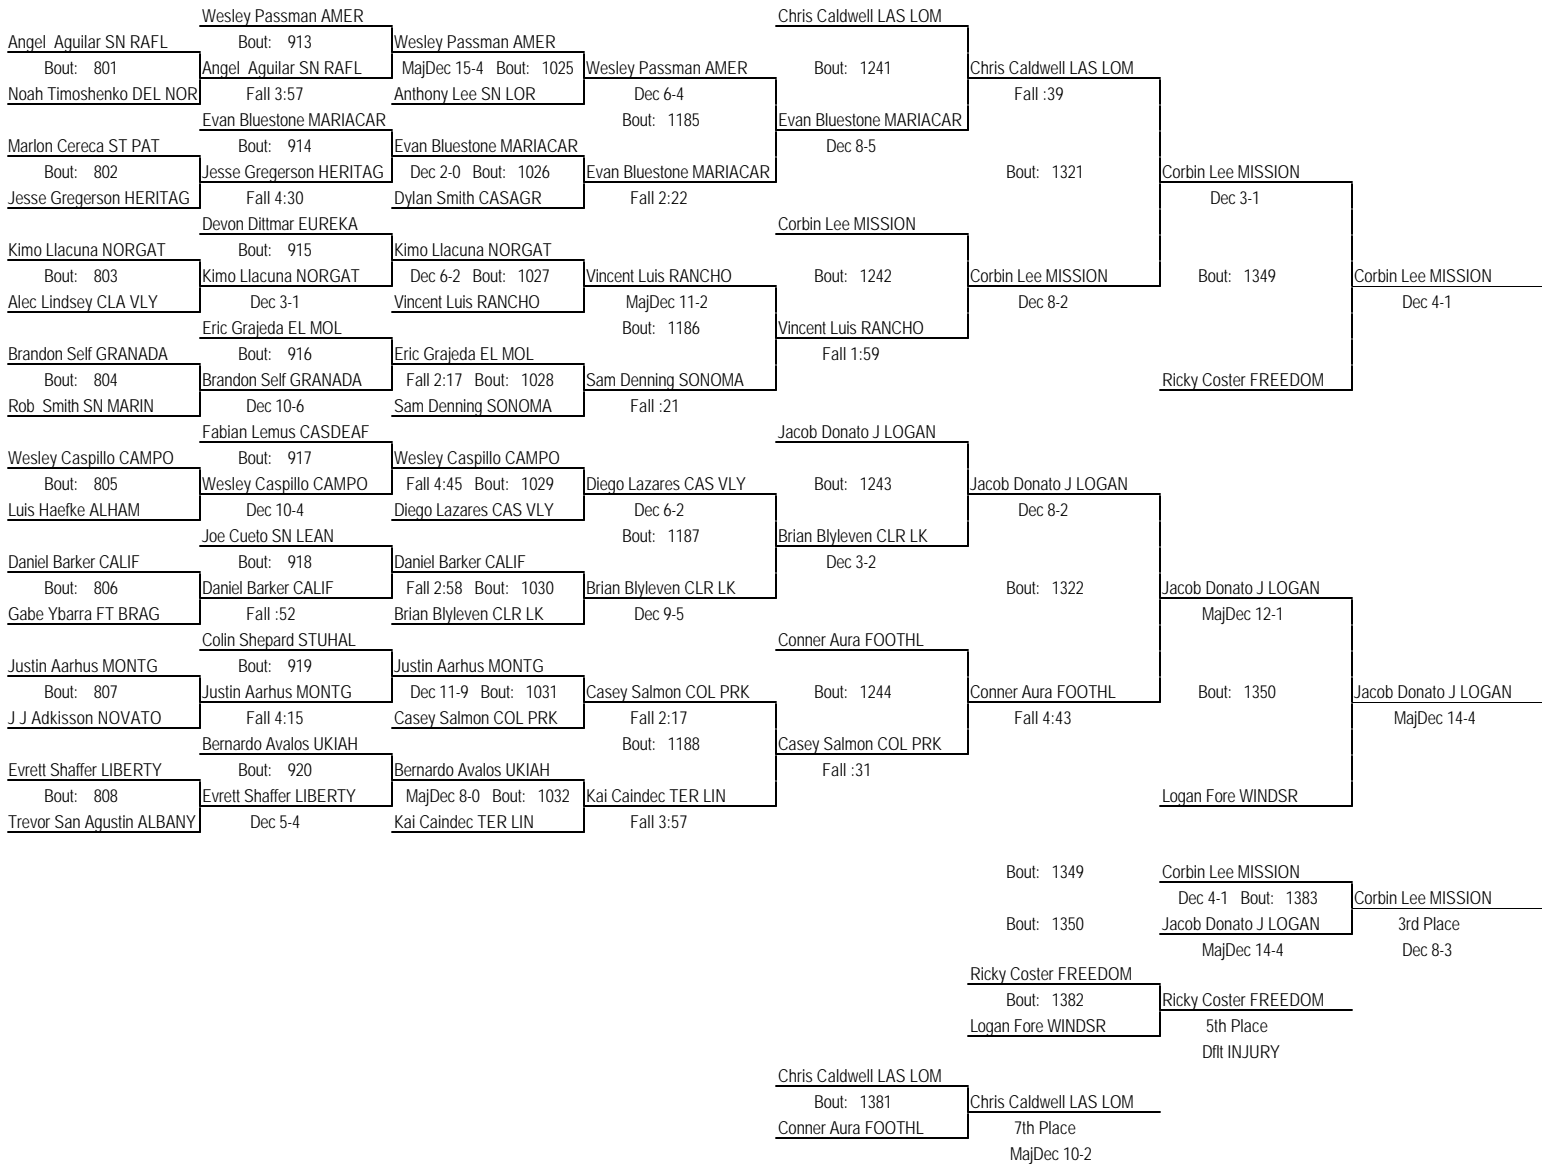 Wesley Passman AMER
Chris Caldwell LAS LOM
Angel  Aguilar SN RAFL
Bout: 913
Wesley Passman AMER
Bout: 801
Angel  Aguilar SN RAFL
MajDec 15-4 Bout: 1025
Wesley Passman AMER
Bout: 1241
Chris Caldwell LAS LOM
Noah Timoshenko DEL NOR
Fall 3:57
Anthony Lee SN LOR
Dec 6-4
Fall :39
Evan Bluestone MARIACAR
Bout: 1185
Evan Bluestone MARIACAR
Marlon Cereca ST PAT
Bout: 914
Evan Bluestone MARIACAR
Dec 8-5
Bout: 802
Jesse Gregerson HERITAG
Dec 2-0 Bout: 1026
Evan Bluestone MARIACAR
Bout: 1321
Corbin Lee MISSION
Jesse Gregerson HERITAG
Fall 4:30
Dylan Smith CASAGR
Fall 2:22
Dec 3-1
Devon Dittmar EUREKA
Corbin Lee MISSION
Kimo Llacuna NORGAT
Bout: 915
Kimo Llacuna NORGAT
Bout: 803
Kimo Llacuna NORGAT
Dec 6-2 Bout: 1027
Vincent Luis RANCHO
Bout: 1242
Corbin Lee MISSION
Bout: 1349
Corbin Lee MISSION
Alec Lindsey CLA VLY
Dec 3-1
Vincent Luis RANCHO
MajDec 11-2
Dec 8-2
Dec 4-1
Eric Grajeda EL MOL
Bout: 1186
Vincent Luis RANCHO
Brandon Self GRANADA
Bout: 916
Eric Grajeda EL MOL
Fall 1:59
Bout: 804
Brandon Self GRANADA
Fall 2:17 Bout: 1028
Sam Denning SONOMA
Ricky Coster FREEDOM
Rob  Smith SN MARIN
Dec 10-6
Sam Denning SONOMA
Fall :21
Fabian Lemus CASDEAF
Jacob Donato J LOGAN
Wesley Caspillo CAMPO
Bout: 917
Wesley Caspillo CAMPO
Bout: 805
Wesley Caspillo CAMPO
Fall 4:45 Bout: 1029
Diego Lazares CAS VLY
Bout: 1243
Jacob Donato J LOGAN
Luis Haefke ALHAM
Dec 10-4
Diego Lazares CAS VLY
Dec 6-2
Dec 8-2
Joe Cueto SN LEAN
Bout: 1187
Brian Blyleven CLR LK
Daniel Barker CALIF
Bout: 918
Daniel Barker CALIF
Dec 3-2
Bout: 806
Daniel Barker CALIF
Fall 2:58 Bout: 1030
Brian Blyleven CLR LK
Bout: 1322
Jacob Donato J LOGAN
Gabe Ybarra FT BRAG
Fall :52
Brian Blyleven CLR LK
Dec 9-5
MajDec 12-1
Colin Shepard STUHAL
Conner Aura FOOTHL
Justin Aarhus MONTG
Bout: 919
Justin Aarhus MONTG
Bout: 807
Justin Aarhus MONTG
Dec 11-9 Bout: 1031
Casey Salmon COL PRK
Bout: 1244
Conner Aura FOOTHL
Bout: 1350
Jacob Donato J LOGAN
J J Adkisson NOVATO
Fall 4:15
Casey Salmon COL PRK
Fall 2:17
Fall 4:43
MajDec 14-4
Bernardo Avalos UKIAH
Bout: 1188
Casey Salmon COL PRK
Evrett Shaffer LIBERTY
Bout: 920
Bernardo Avalos UKIAH
Fall :31
Bout: 808
Evrett Shaffer LIBERTY
MajDec 8-0 Bout: 1032
Kai Caindec TER LIN
Logan Fore WINDSR
Trevor San Agustin ALBANY
Dec 5-4
Kai Caindec TER LIN
Fall 3:57
Bout: 1349
Corbin Lee MISSION
Dec 4-1 Bout: 1383
Corbin Lee MISSION
Bout: 1350
Jacob Donato J LOGAN
3rd Place
MajDec 14-4
Dec 8-3
Ricky Coster FREEDOM
Bout: 1382
Ricky Coster FREEDOM
Logan Fore WINDSR
5th Place
Dflt INJURY
Chris Caldwell LAS LOM
Bout: 1381
Chris Caldwell LAS LOM
Conner Aura FOOTHL
7th Place
MajDec 10-2